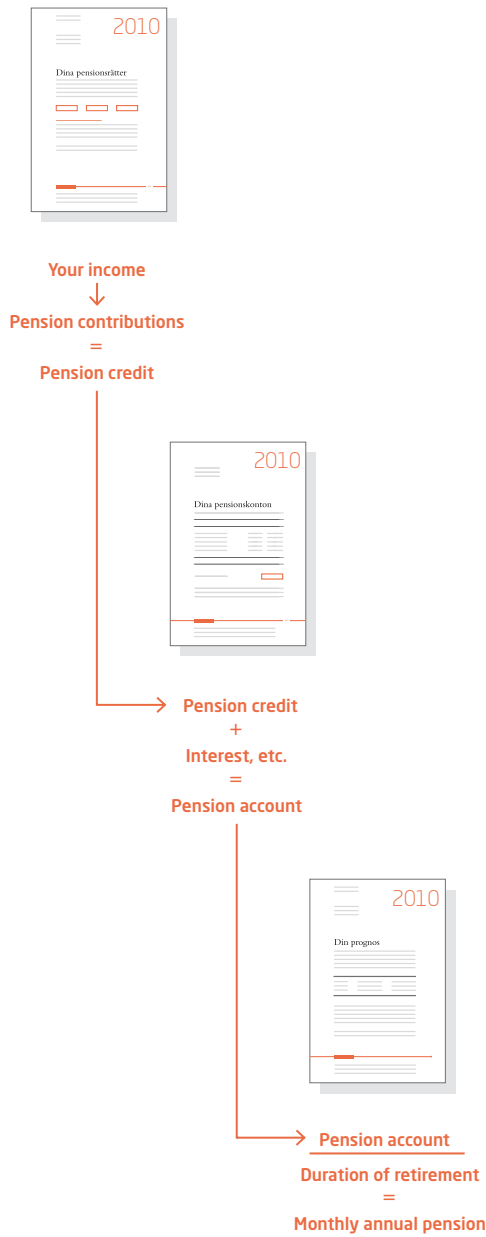 2010
Dina pensionsrätter
Your income
Pension contributions
=
Pension credit
2010
Dina pensionskonton
Pension credit
+
Interest, etc.
=
Pension account
2010
Din prognos
Pension account
Duration of retirement
=
Monthly annual pension